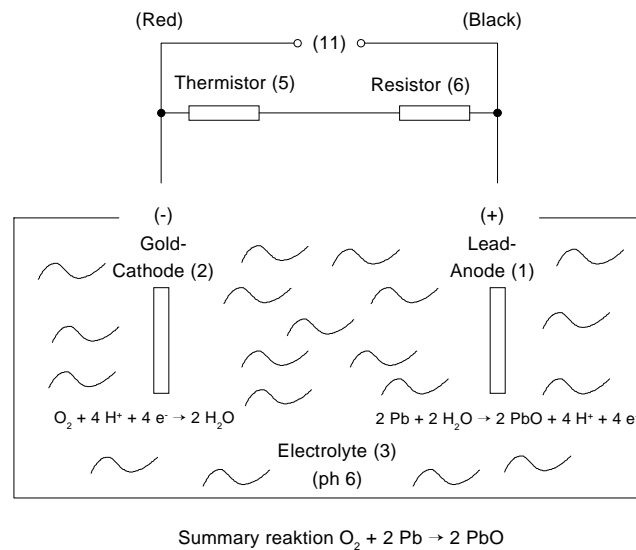 (Red) (Black)
(11)
Thermistor (5) Resistor (6)
(-) (+)
Gold- Lead-
Cathode (2) Anode (1)
O₂ + 4 H⁺ + 4 e⁻ → 2 H₂O 2 Pb + 2 H₂O → 2 PbO + 4 H⁺ + 4 e⁻
Electrolyte (3)
(ph 6)
Summary reaktion O₂ + 2 Pb → 2 PbO